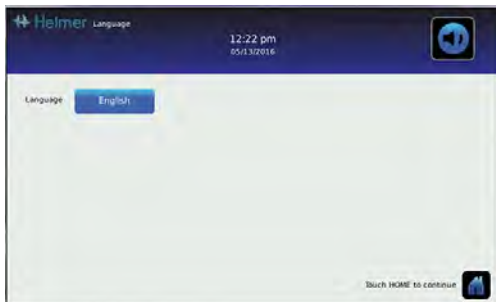 Helmer Language
12:22 pm
05/13/2016
Language English
Touch HOME to continue